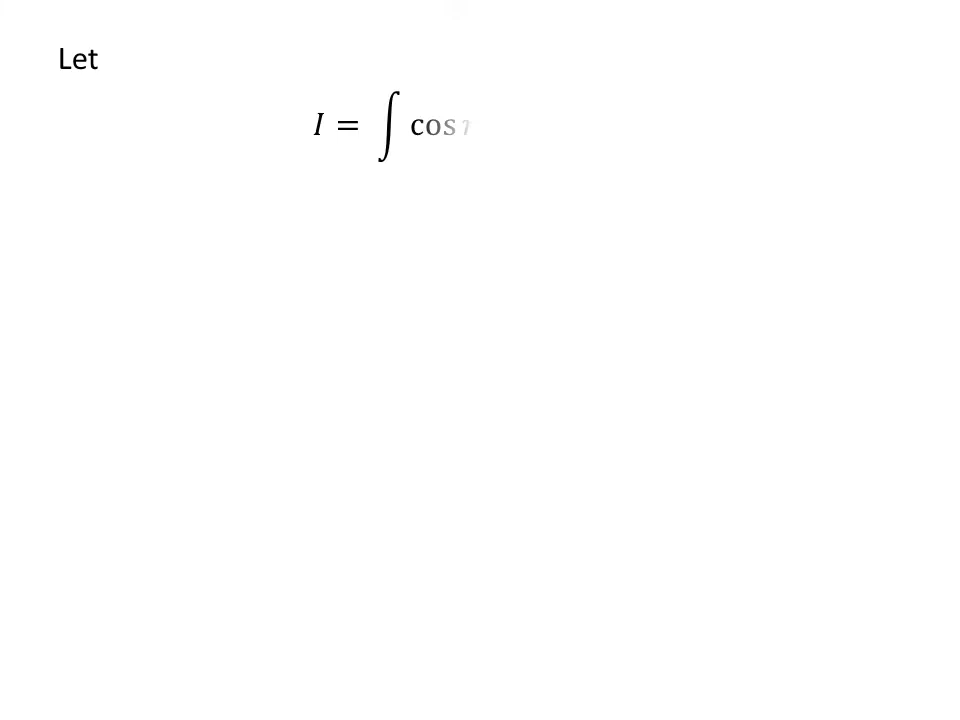 Let
I = ∫ cos